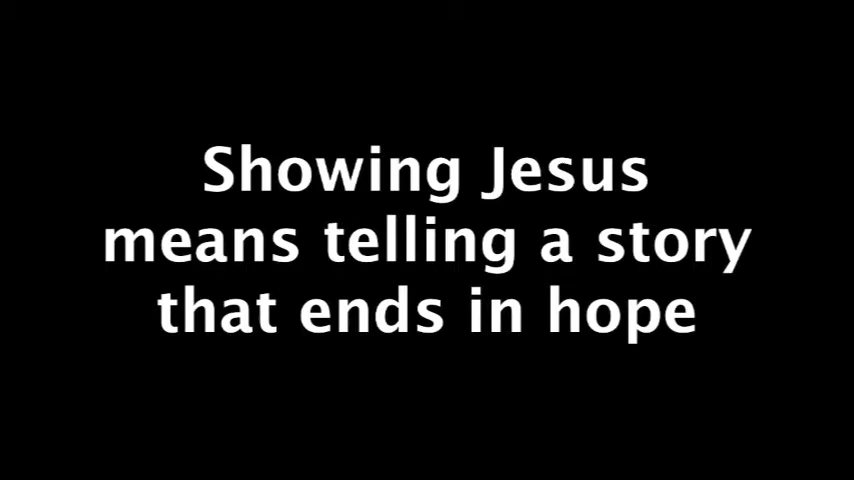 Showing Jesus
means telling a story
that ends in hope